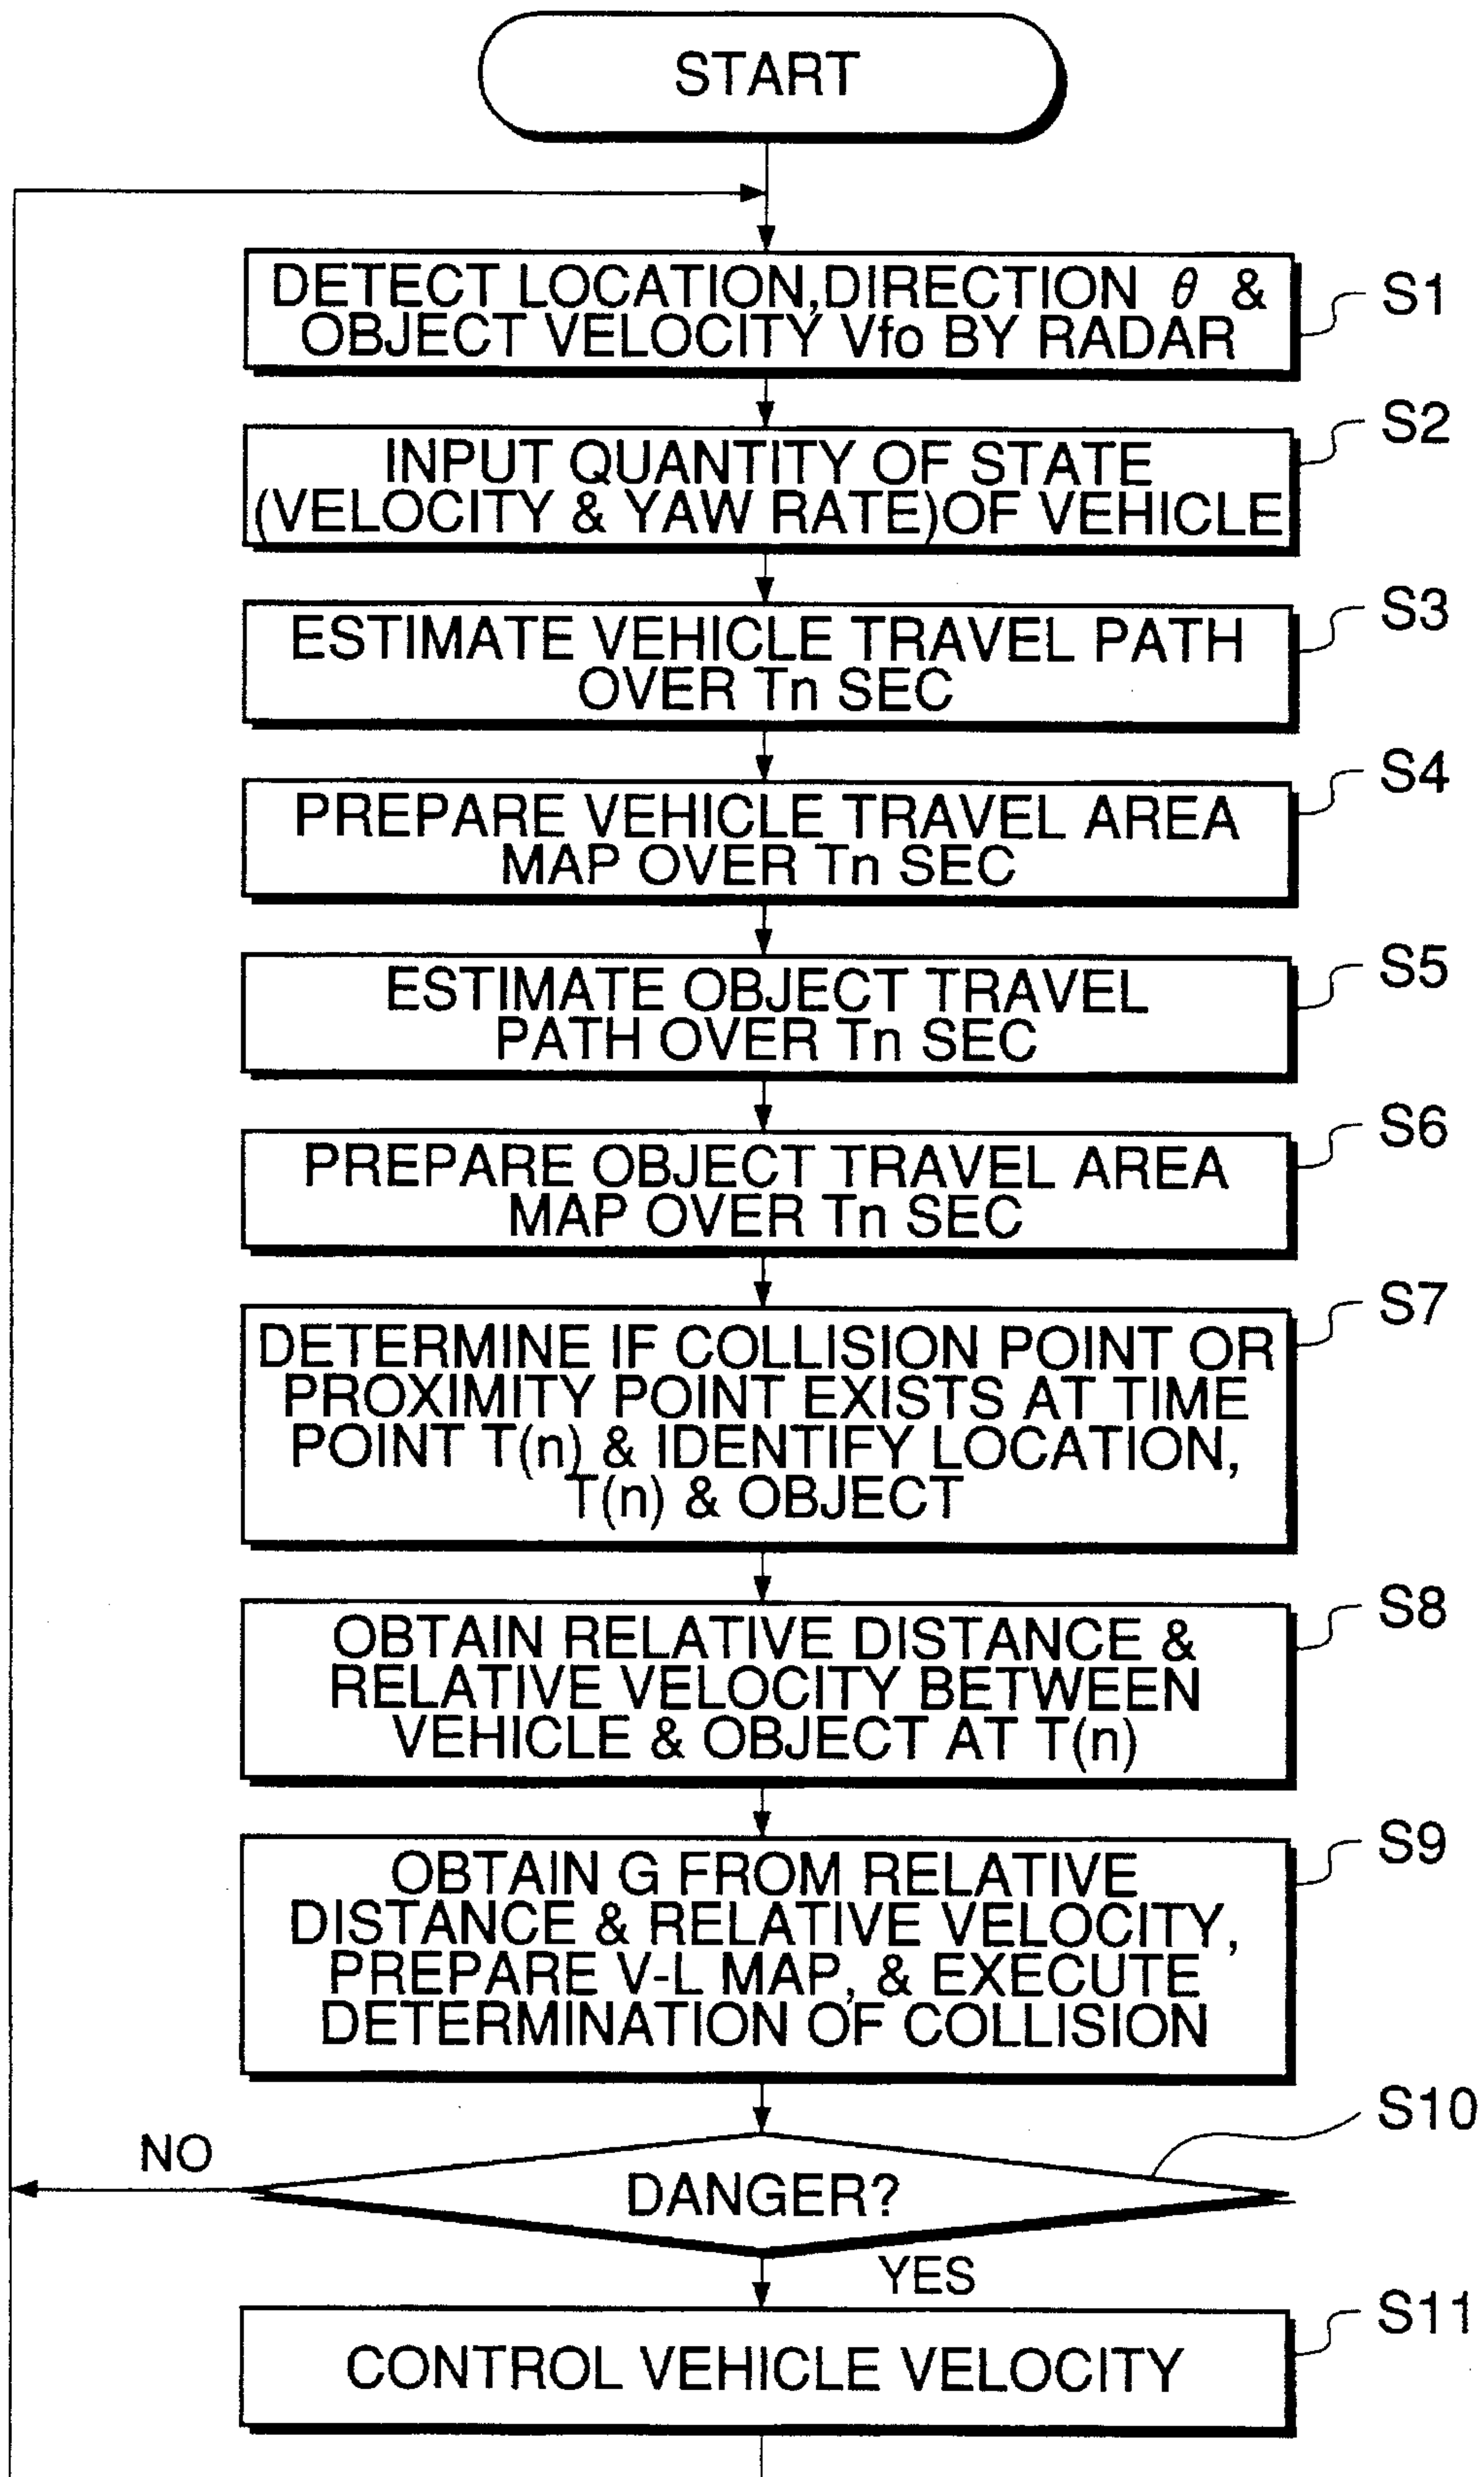 START
DETECT LOCATION,DIRECTION θ &
OBJECT VELOCITY Vfo BY RADAR
S1
INPUT QUANTITY OF STATE
(VELOCITY & YAW RATE)OF VEHICLE
S2
ESTIMATE VEHICLE TRAVEL PATH
OVER Tn SEC
S3
PREPARE VEHICLE TRAVEL AREA
MAP OVER Tn SEC
S4
ESTIMATE OBJECT TRAVEL
PATH OVER Tn SEC
S5
PREPARE OBJECT TRAVEL AREA
MAP OVER Tn SEC
S6
DETERMINE IF COLLISION POINT OR
PROXIMITY POINT EXISTS AT TIME
POINT T(n) & IDENTIFY LOCATION,
T(n) & OBJECT
S7
OBTAIN RELATIVE DISTANCE &
RELATIVE VELOCITY BETWEEN
VEHICLE & OBJECT AT T(n)
S8
OBTAIN G FROM RELATIVE
DISTANCE & RELATIVE VELOCITY,
PREPARE V-L MAP, & EXECUTE
DETERMINATION OF COLLISION
S9
DANGER?
S10
NO
YES
CONTROL VEHICLE VELOCITY
S11